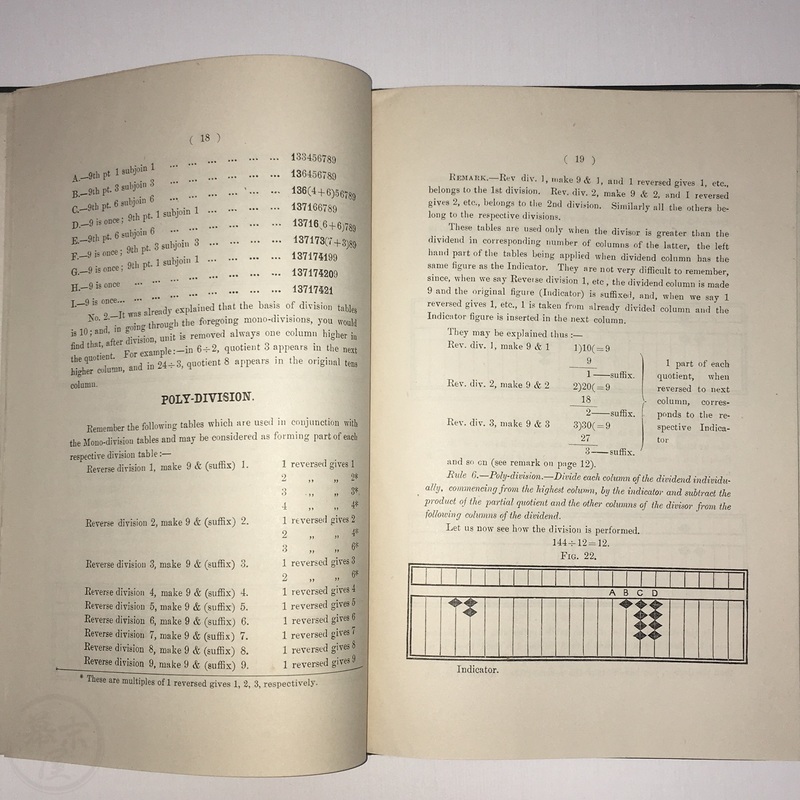 ( 18 )
A.—9th pt 1 subjoin 1 ... ... ... ... ... ... 133456789
B.—9th pt. 3 subjoin 3 ... ... ... ... ... 136456789
C.—9th pt. 6 subjoin 6 ... ... ... ... ... 136(4+6)56789
D.—9 is once; 9th pt. 1 subjoin 1 ... ... ... ... 137166789
E.—9th pt. 6 subjoin 6 ... ... ... ... ... 13716(6+6)789
F.—9 is once; 9th pt. 3 subjoin 3 ... ... ... ... 137173(7+3)89
G.—9 is once; 9th pt. 1 subjoin 1 ... ... ... ... 137174199
H.—9 is once ... ... ... ... ... ... ... 137174209
I.—9 is once... ... ... ... ... ... ... ... 13717421
No. 2.—It was already explained that the basis of division tables
is 10; and, in going through the foregoing mono-divisions, you would
find that, after division, unit is removed always one column higher in
the quotient. For example:—in 6÷2, quotient 3 appears in the next
higher column, and in 24÷3, quotient 8 appears in the original tens
column.
POLY-DIVISION.
Remember the following tables which are used in conjunction with
the Mono-division tables and may be considered as forming part of each
respective division table:—
Reverse division 1, make 9 & (suffix) 1. 1 reversed gives 1
2 „ „ 2*
3 „ „ 3*
4 „ „ 4*
Reverse division 2, make 9 & (suffix) 2. 1 reversed gives 2
2 „ „ 4*
3 „ „ 6*
Reverse division 3, make 9 & (suffix) 3. 1 reversed gives 3
2 „ „ 6*
Reverse division 4, make 9 & (suffix) 4. 1 reversed gives 4
Reverse division 5, make 9 & (suffix) 5. 1 reversed gives 5
Reverse division 6, make 9 & (suffix) 6. 1 reversed gives 6
Reverse division 7, make 9 & (suffix) 7. 1 reversed gives 7
Reverse division 8, make 9 & (suffix) 8. 1 reversed gives 8
Reverse division 9, make 9 & (suffix) 9. 1 reversed gives 9
* These are multiples of 1 reversed gives 1, 2, 3, respectively.
( 19 )
REMARK.—Rev div. 1, make 9 & 1, and 1 reversed gives 1, etc.,
belongs to the 1st division. Rev. div. 2, make 9 & 2, and 1 reversed
gives 2, etc., belongs to the 2nd division. Similarly all the others be-
long to the respective divisions.
These tables are used only when the divisor is greater than the
dividend in corresponding number of columns of the latter, the left
hand part of the tables being applied when dividend column has the
same figure as the Indicator. They are not very difficult to remember,
since, when we say Reverse division 1, etc, the dividend column is made
9 and the original figure (Indicator) is suffixed, and, when we say 1
reversed gives 1, etc., 1 is taken from already divided column and the
Indicator figure is inserted in the next column.
They may be explained thus:—
Rev. div. 1, make 9 & 1 1)10(=9
9
1—suffix.
Rev. div. 2, make 9 & 2 2)20(=9
18
2—suffix.
Rev. div. 3, make 9 & 3 3)30(=9
27
3—suffix.
1 part of each
quotient, when
reversed to next
column, corres-
ponds to the re-
spective Indica-
tor
and so on (see remark on page 12).
Rule 6.—Poly-division.—Divide each column of the dividend individu-
ally, commencing from the highest column, by the indicator and subtract the
product of the partial quotient and the other columns of the divisor from the
following columns of the dividend.
Let us now see how the division is performed.
144÷12=12.
FIG. 22.
A B C D
Indicator.